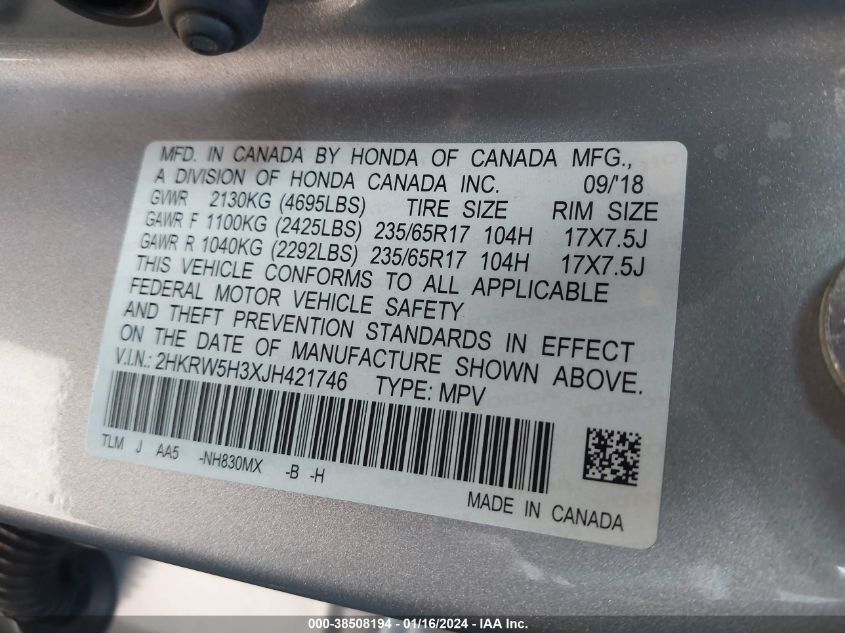 MFD. IN CANADA BY HONDA OF CANADA MFG.,
A DIVISION OF HONDA CANADA INC. 09/'18
GVWR 2130KG (4695LBS) TIRE SIZE RIM SIZE
GAWR F 1100KG (2425LBS) 235/65R17 104H 17X7.5J
GAWR R 1040KG (2292LBS) 235/65R17 104H 17X7.5J
THIS VEHICLE CONFORMS TO ALL APPLICABLE
FEDERAL MOTOR VEHICLE SAFETY
AND THEFT PREVENTION STANDARDS IN EFFECT
ON THE DATE OF MANUFACTURE SHOWN ABOVE.
V.I.N.: 2HKRW5H3XJH421746 TYPE: MPV
TLM J AA5 -NH830MX -B -H
MADE IN CANADA
000-38508194 - 01/16/2024 - IAA Inc.